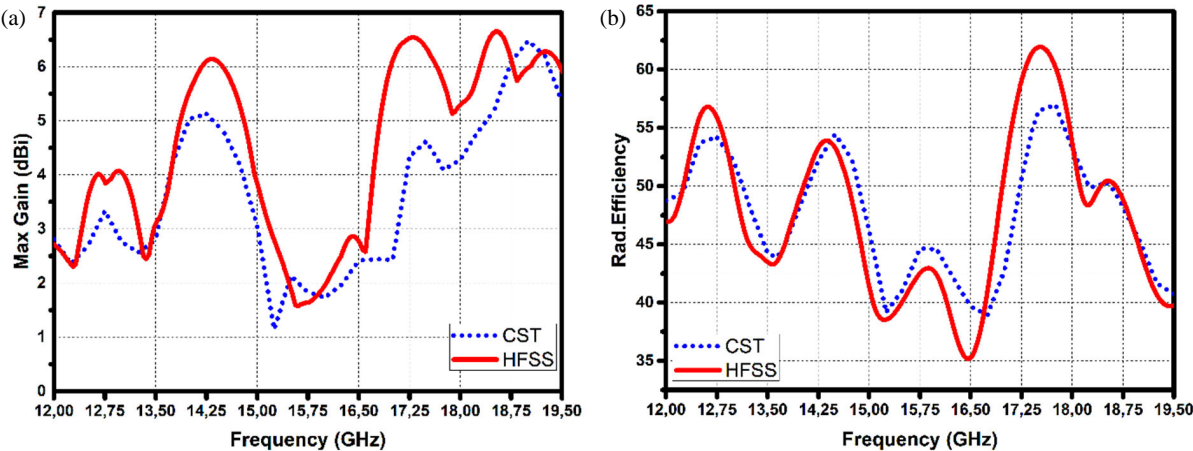 (a)
Max Gain (dBi)
7
6
5
4
3
2
1
0
CST
HFSS
12,00 12,75 13,50 14,25 15,00 15,75 16,50 17,25 18,00 18,75 19,50
Frequency (GHz)
(b)
Rad.Efficiency
65
60
55
50
45
40
35
CST
HFSS
12,00 12,75 13,50 14,25 15,00 15,75 16,50 17,25 18,00 18,75 19,50
Frequency (GHz)